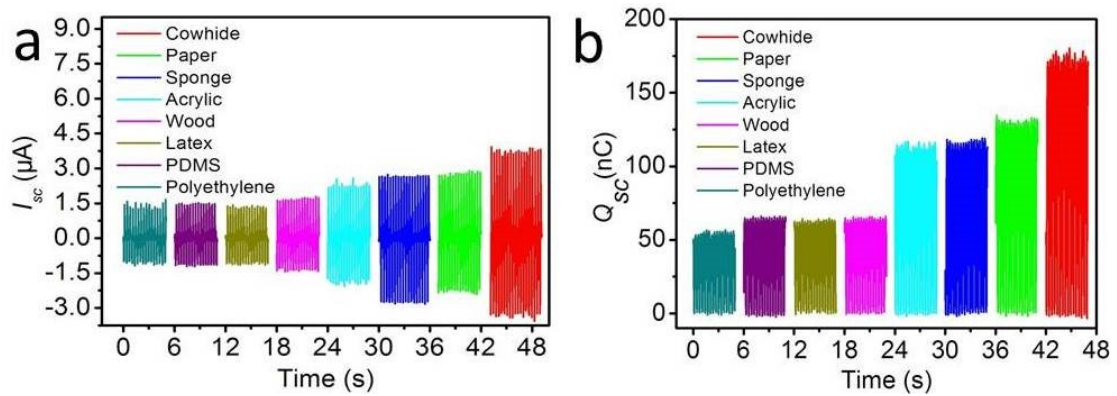 a
9.0
7.5
6.0
4.5
3.0
1.5
0.0
-1.5
-3.0
I_sc (μA)
Cowhide
Paper
Sponge
Acrylic
Wood
Latex
PDMS
Polyethylene
0 6 12 18 24 30 36 42 48
Time (s)
b
200
150
100
50
0
Q_sc(nC)
Cowhide
Paper
Sponge
Acrylic
Wood
Latex
PDMS
Polyethylene
0 6 12 18 24 30 36 42 48
Time (s)